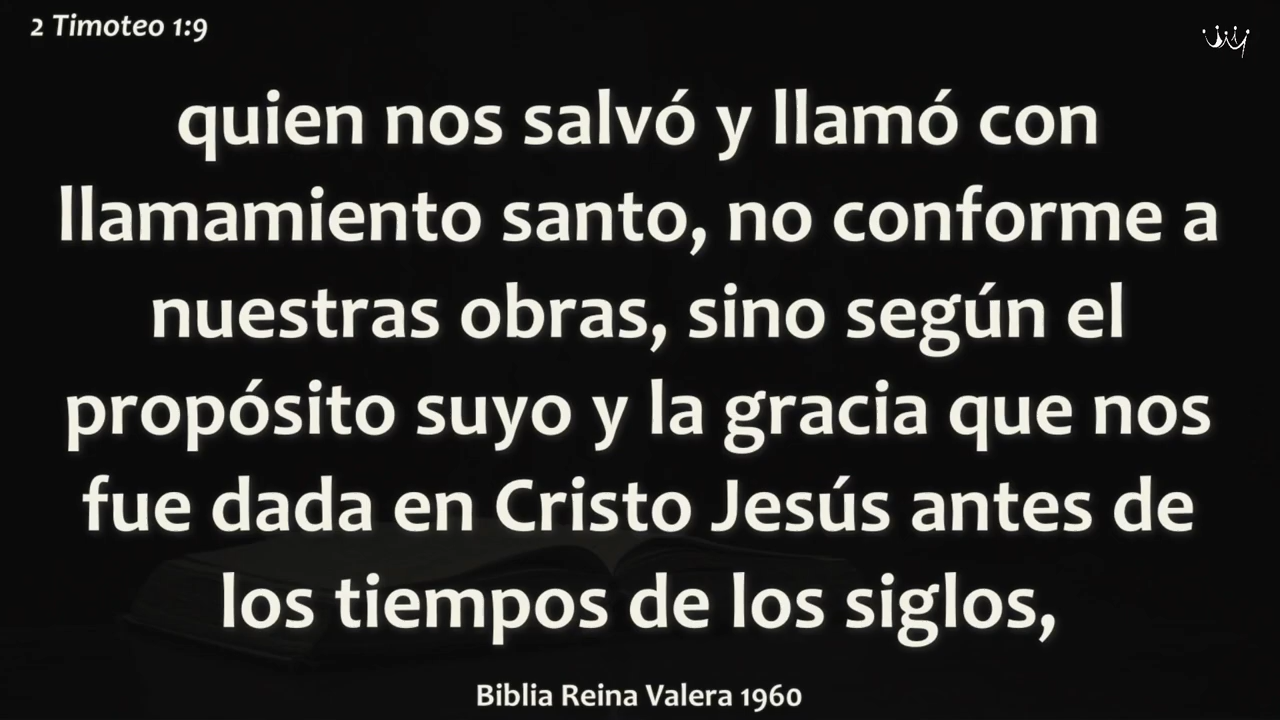 2 Timoteo 1:9
quien nos salvó y llamó con
llamamiento santo, no conforme a
nuestras obras, sino según el
propósito suyo y la gracia que nos
fue dada en Cristo Jesús antes de
los tiempos de los siglos,
Biblia Reina Valera 1960